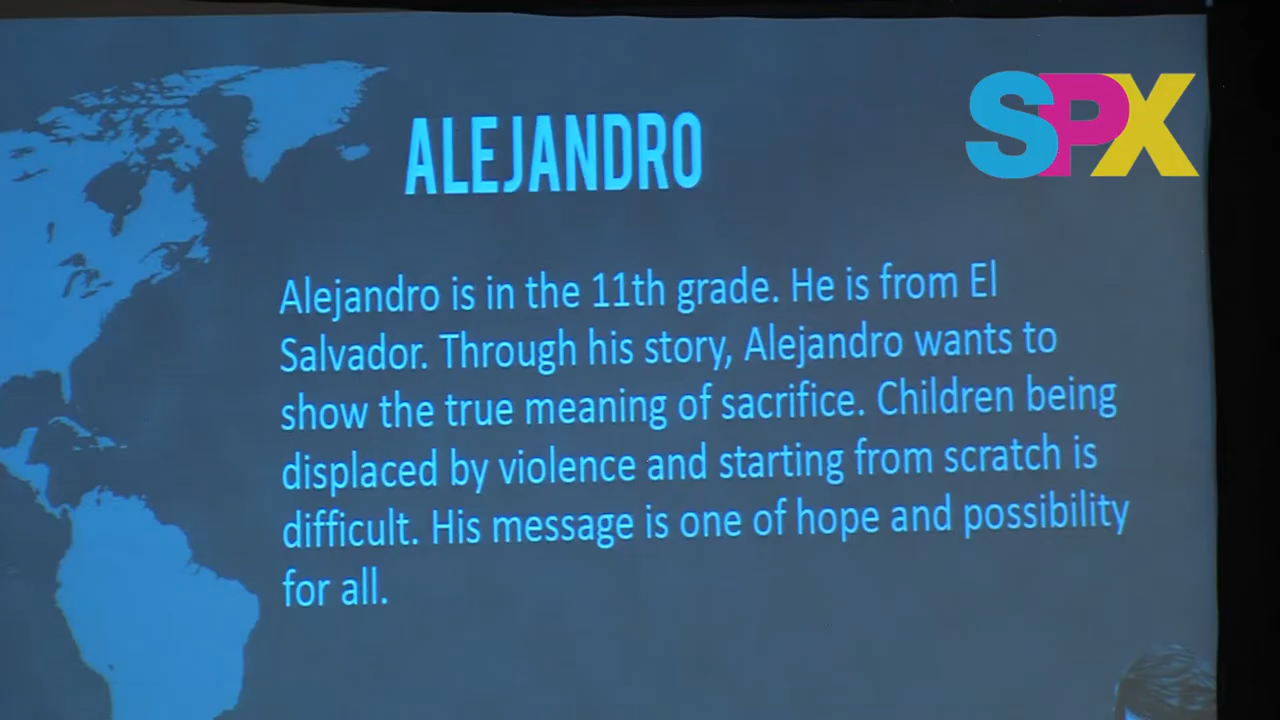 SPX
ALEJANDRO
Alejandro is in the 11th grade. He is from El
Salvador. Through his story, Alejandro wants to
show the true meaning of sacrifice. Children being
displaced by violence and starting from scratch is
difficult. His message is one of hope and possibility
for all.